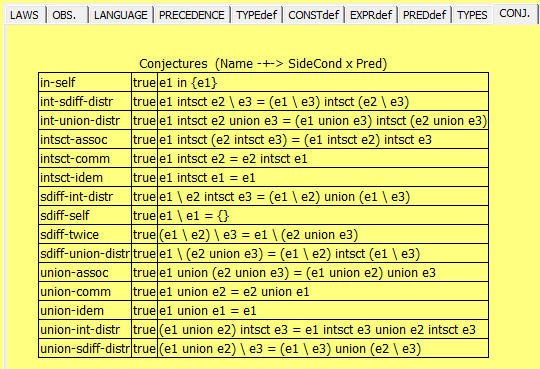 LAWS OBS. LANGUAGE PRECEDENCE TYPEdef CONSTdef EXPRdef PREDdef TYPES CONJ.
Conjectures (Name -+-> SideCond x Pred)
in-self true e1 in {e1}
int-sdiff-distr true e1 intsct e2 \ e3 = (e1 \ e3) intsct (e2 \ e3)
int-union-distr true e1 intsct e2 union e3 = (e1 union e3) intsct (e2 union e3)
intsct-assoc true e1 intsct (e2 intsct e3) = (e1 intsct e2) intsct e3
intsct-comm true e1 intsct e2 = e2 intsct e1
intsct-idem true e1 intsct e1 = e1
sdiff-int-distr true e1 \ e2 intsct e3 = (e1 \ e2) union (e1 \ e3)
sdiff-self true e1 \ e1 = {}
sdiff-twice true (e1 \ e2) \ e3 = e1 \ (e2 union e3)
sdiff-union-distr true e1 \ (e2 union e3) = (e1 \ e2) intsct (e1 \ e3)
union-assoc true e1 union (e2 union e3) = (e1 union e2) union e3
union-comm true e1 union e2 = e2 union e1
union-idem true e1 union e1 = e1
union-int-distr true (e1 union e2) intsct e3 = e1 intsct e3 union e2 intsct e3
union-sdiff-distr true (e1 union e2) \ e3 = (e1 \ e3) union (e2 \ e3)